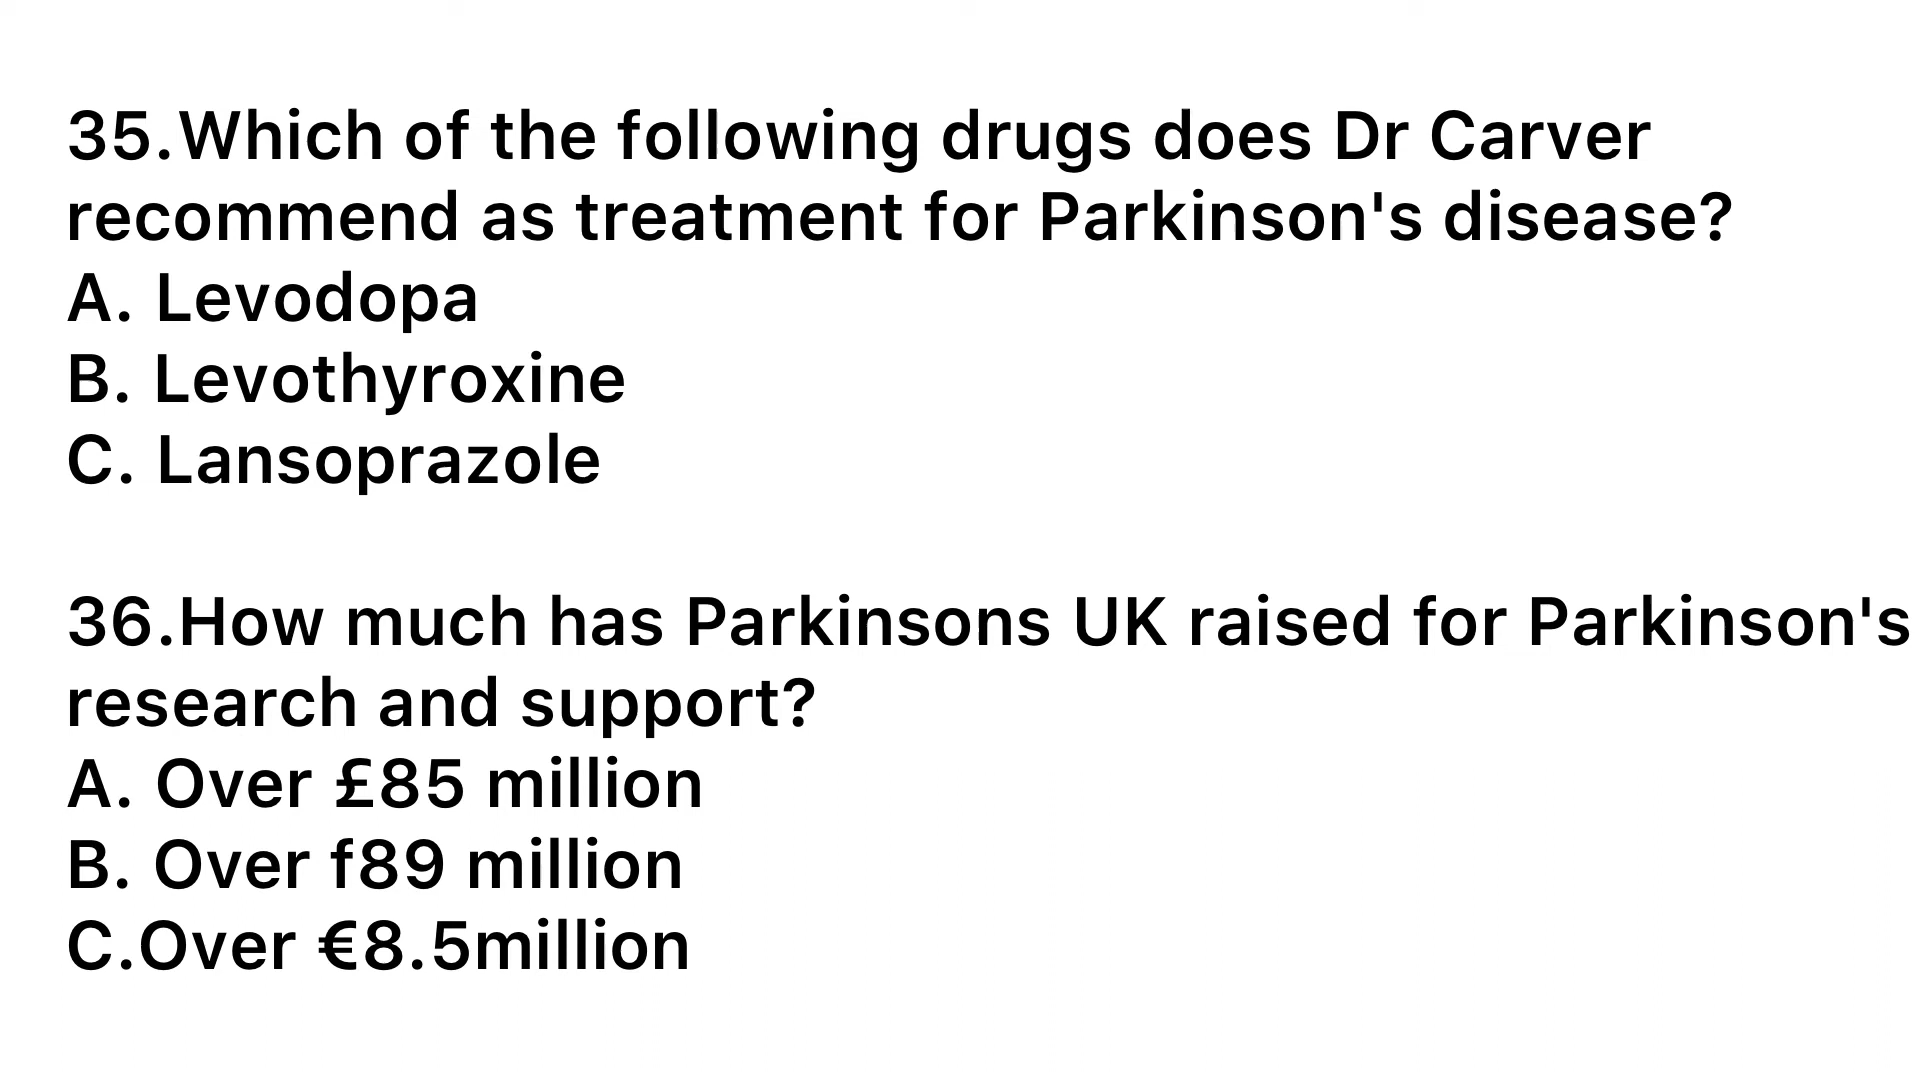 35.Which of the following drugs does Dr Carver
recommend as treatment for Parkinson's disease?
A. Levodopa
B. Levothyroxine
C. Lansoprazole
36.How much has Parkinsons UK raised for Parkinson's
research and support?
A. Over £85 million
B. Over f89 million
C.Over €8.5million